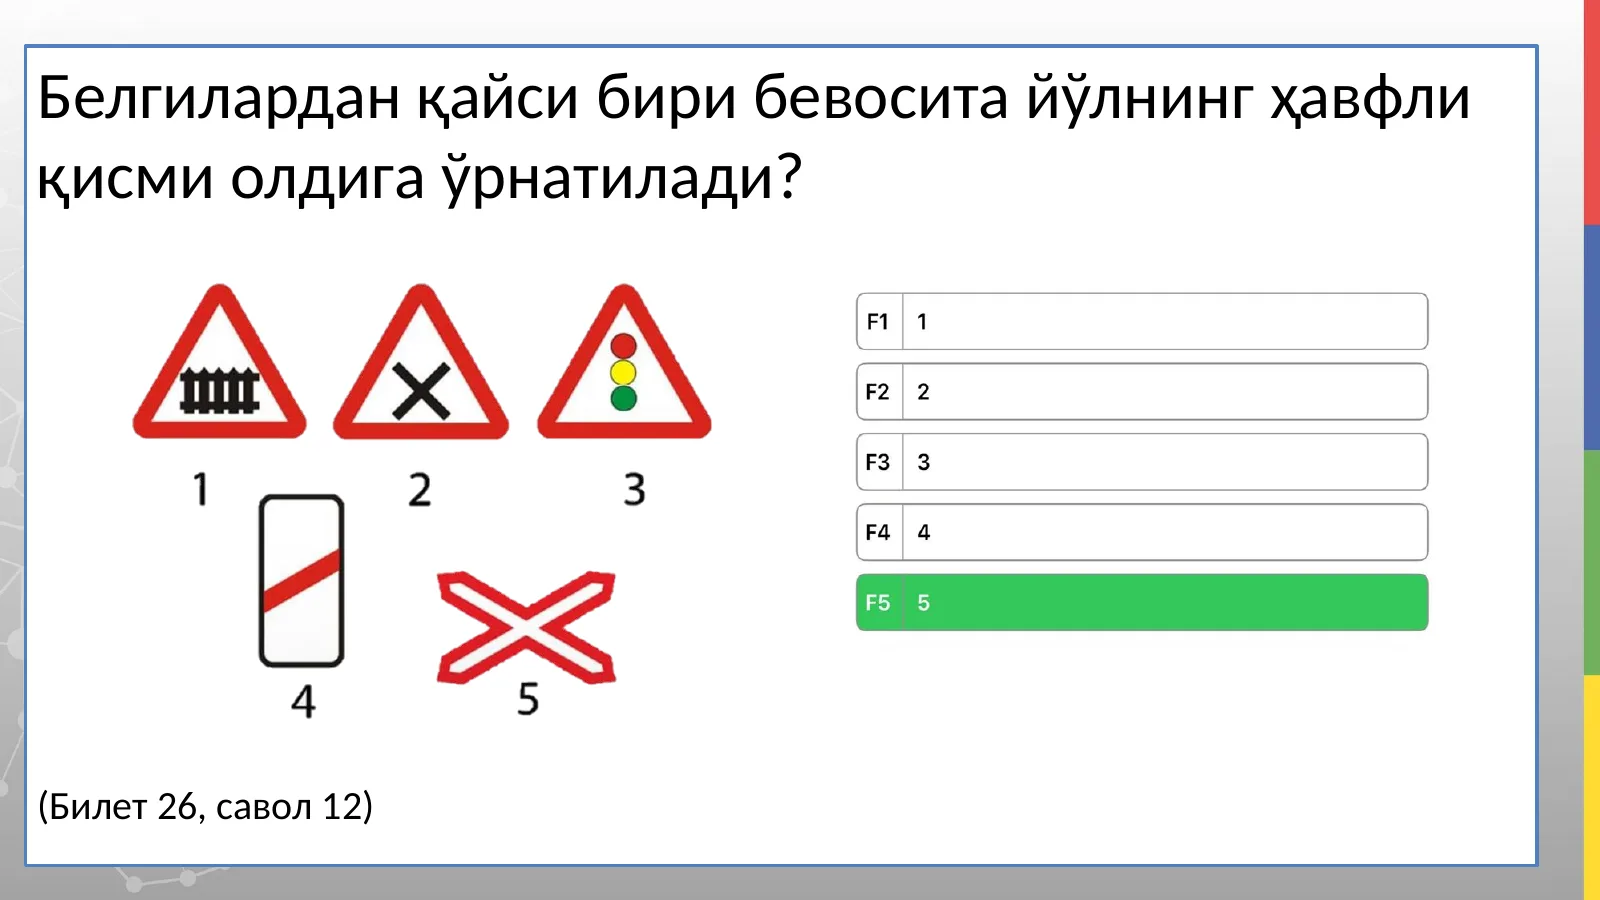 Белгилардан қайси бири бевосита йўлнинг ҳавфли
қисми олдига ўрнатилади?
1
2
3
4
5
F1 1
F2 2
F3 3
F4 4
F5 5
(Билет 26, савол 12)